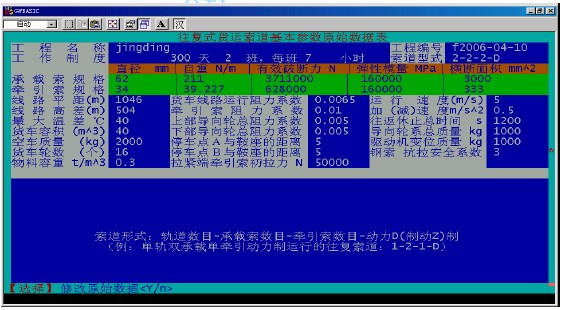 GWBASIC
自动 A 汉
往复式货运索道基本参数原始数据表
工程名称 jingding 工程编号 f2006-04-10
工作制度 300 天 2 班,每班 7 小时 索道型式 2-2-2-D
直径 mm 自重 N/m 有效破断力 N 弹性模量 MPa 横断面积 mm^2
承载索规格 62 211 3711000 160000 3000
牵引索规格 34 39.227 628000 160000 333
线路平距(m) 1046 货车线路运行阻力系数 0.0065 运行速度(m/s) 5
线路高差(m) 504 牵引索阻力系数 0.01 加(减)速度m/s^2 0.5
最大温差℃ 40 上部导向轮总阻力系数 0.005 往返休止总时间 s 1200
货车容积(m^3) 40 下部导向轮总阻力系数 0.005 导向轮系总质量 kg 1000
空车质量(kg) 2000 停车点A与鞍座的距离 5 驱动机变位质量 kg 1000
货车轮数(个) 16 停车点B与鞍座的距离 5 钢索 抗拉安全系数 3
物料容重 t/m^3 0.3 拉紧端牵引索初拉力 N 50000
索道形式: 轨道数目-承载索数目-牵引索数目-动力D(制动Z)制
(例: 单轨双承载单牵引动力制运行的往复索道: 1-2-1-D)
【选择】 修改原始数据<Y/n>